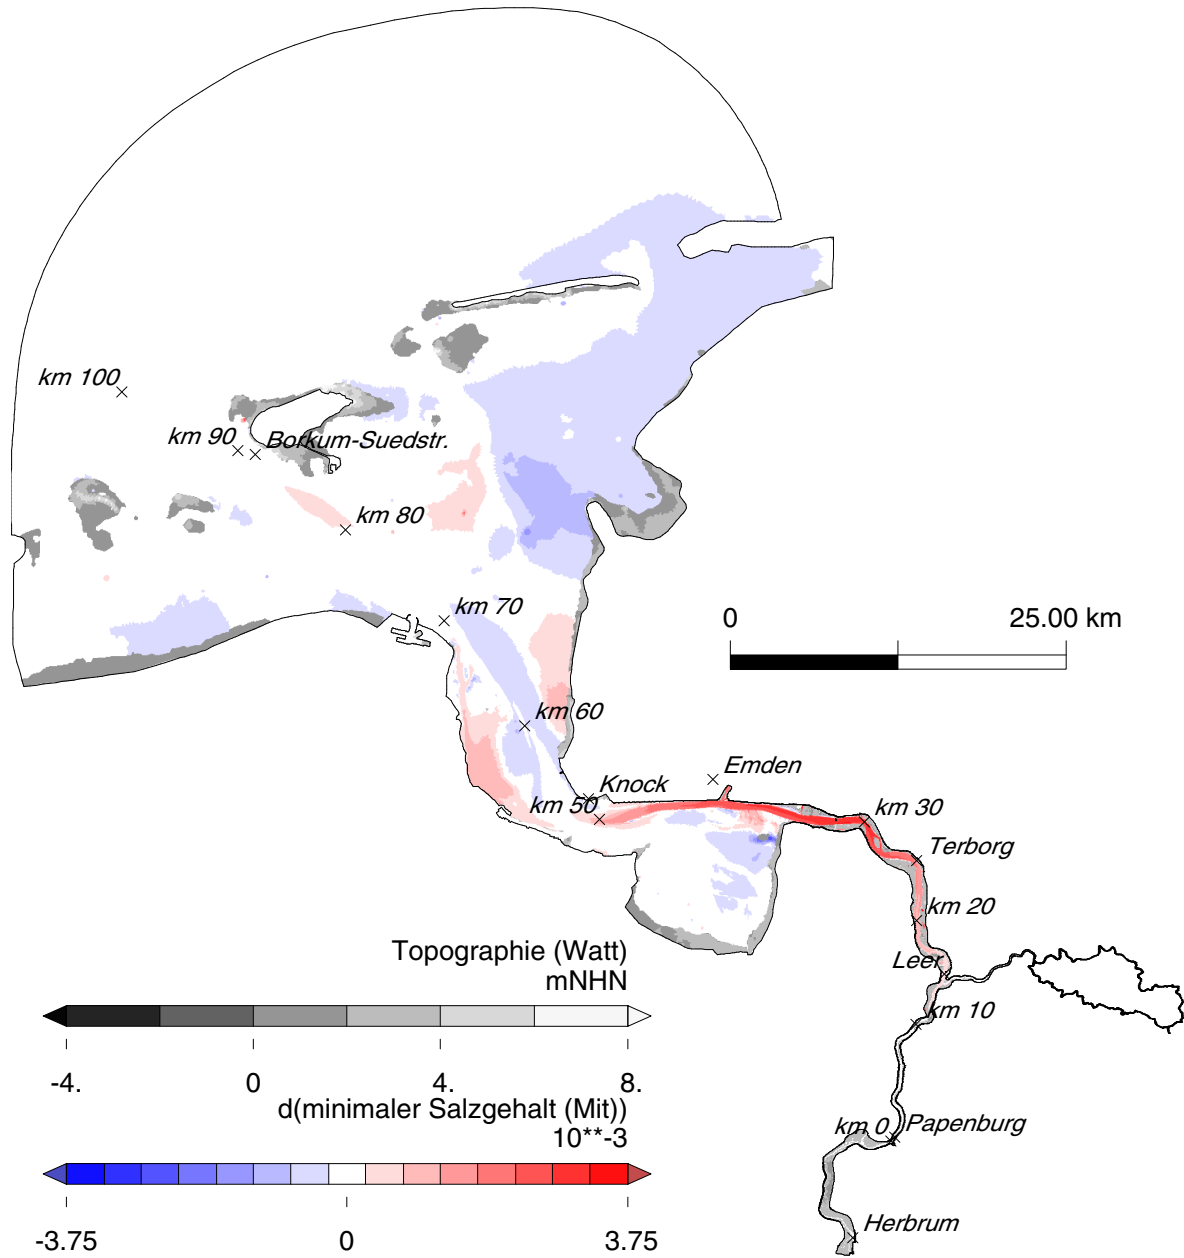 km 100
km 90
Borkum-Suedstr.
km 80
km 70
0
25.00 km
km 60
Emden
Knock
km 50
km 30
Terborg
km 20
Leer
km 10
Topographie (Watt)
mNHN
-4.
0
4.
8.
d(minimaler Salzgehalt (Mit))
10**-3
-3.75
0
3.75
km 0
Papenburg
Herbrum